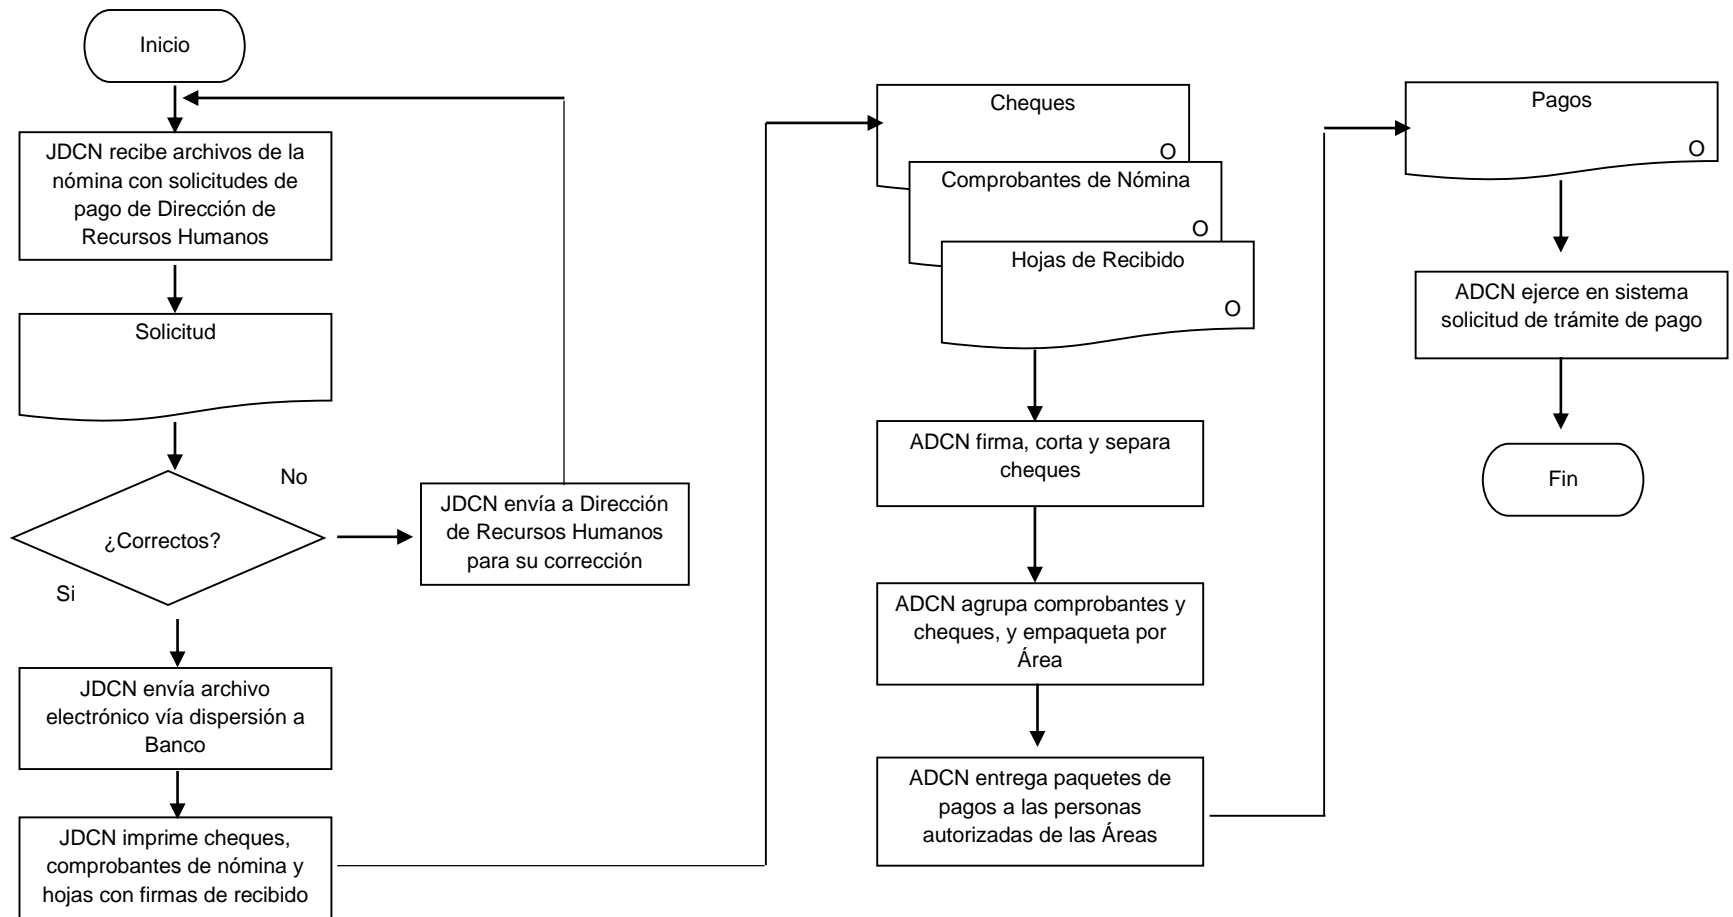 Inicio
JDCN recibe archivos de la
nómina con solicitudes de
pago de Dirección de
Recursos Humanos
Solicitud
No
¿Correctos?
Si
JDCN envía a Dirección
de Recursos Humanos
para su corrección
JDCN envía archivo
electrónico vía dispersión a
Banco
JDCN imprime cheques,
comprobantes de nómina y
hojas con firmas de recibido
Cheques
O
Comprobantes de Nómina
O
Hojas de Recibido
O
ADCN firma, corta y separa
cheques
ADCN agrupa comprobantes y
cheques, y empaqueta por
Área
ADCN entrega paquetes de
pagos a las personas
autorizadas de las Áreas
Pagos
O
ADCN ejerce en sistema
solicitud de trámite de pago
Fin